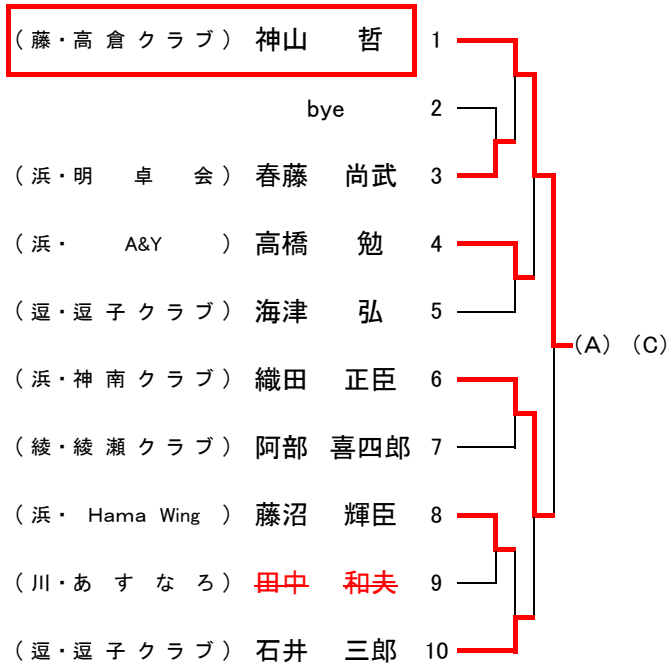 (藤・高倉クラブ) 神山 哲 1
bye 2
(浜・明卓会) 春藤 尚武 3
(浜・A&Y) 高橋 勉 4
(逗・逗子クラブ) 海津 弘 5
(A) (C)
(浜・神南クラブ) 織田 正臣 6
(綾・綾瀬クラブ) 阿部 喜四郎 7
(浜・Hama Wing) 藤沼 輝臣 8
(川・あすなろ) 田中 和夫 9
(逗・逗子クラブ) 石井 三郎 10